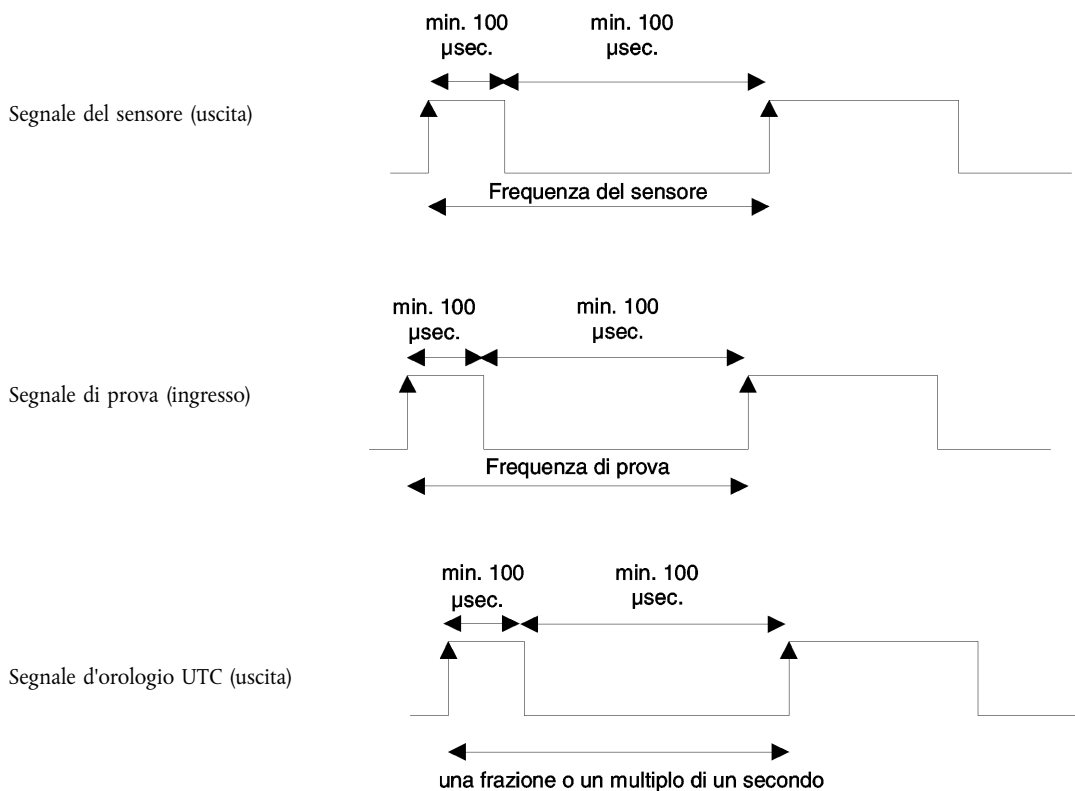 min. 100
µsec.
min. 100
µsec.
Segnale del sensore (uscita)
Frequenza del sensore
min. 100
µsec.
min. 100
µsec.
Segnale di prova (ingresso)
Frequenza di prova
min. 100
µsec.
min. 100
µsec.
Segnale d'orologio UTC (uscita)
una frazione o un multiplo di un secondo